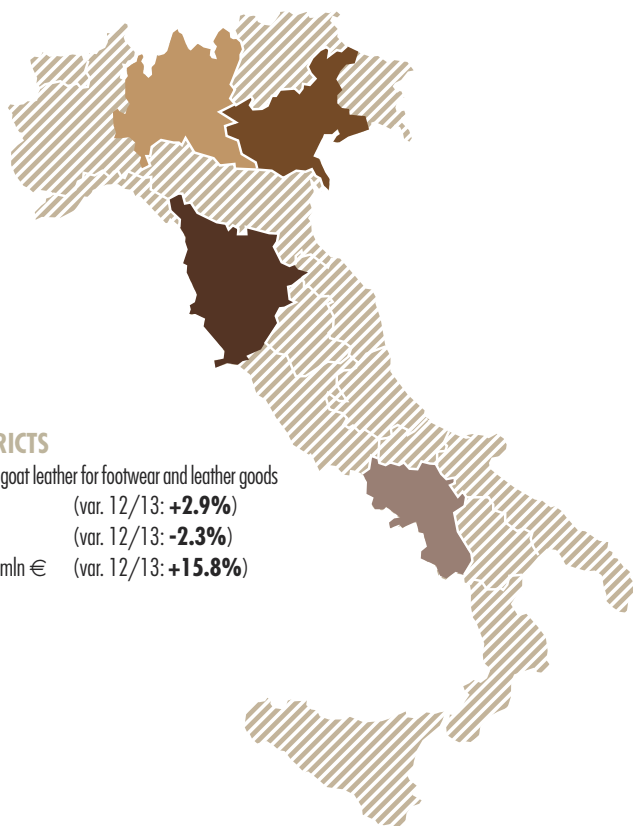 RICTS
goat leather for footwear and leather goods
(var. 12/13: +2.9%)
(var. 12/13: -2.3%)
mln € (var. 12/13: +15.8%)